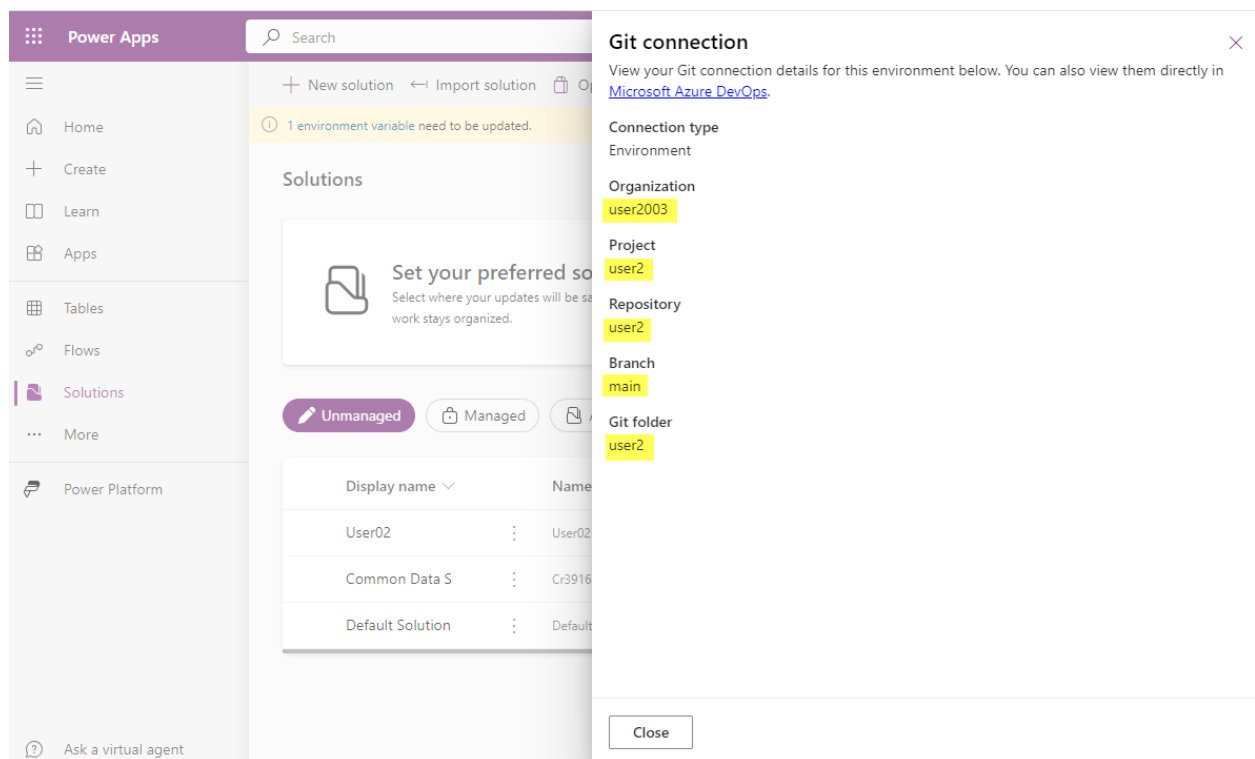 Power Apps
Search
New solution
Import solution
1 environment variable need to be updated.
Home
Create
Learn
Apps
Tables
Flows
Solutions
More
Power Platform
Ask a virtual agent
Solutions
Set your preferred so
Select where your updates will be sa
work stays organized.
Unmanaged
Managed
Display name
Name
User02
User02
Common Data S
Cr3916
Default Solution
Default
Git connection
View your Git connection details for this environment below. You can also view them directly in
Microsoft Azure DevOps.
Connection type
Environment
Organization
user2003
Project
user2
Repository
user2
Branch
main
Git folder
user2
Close